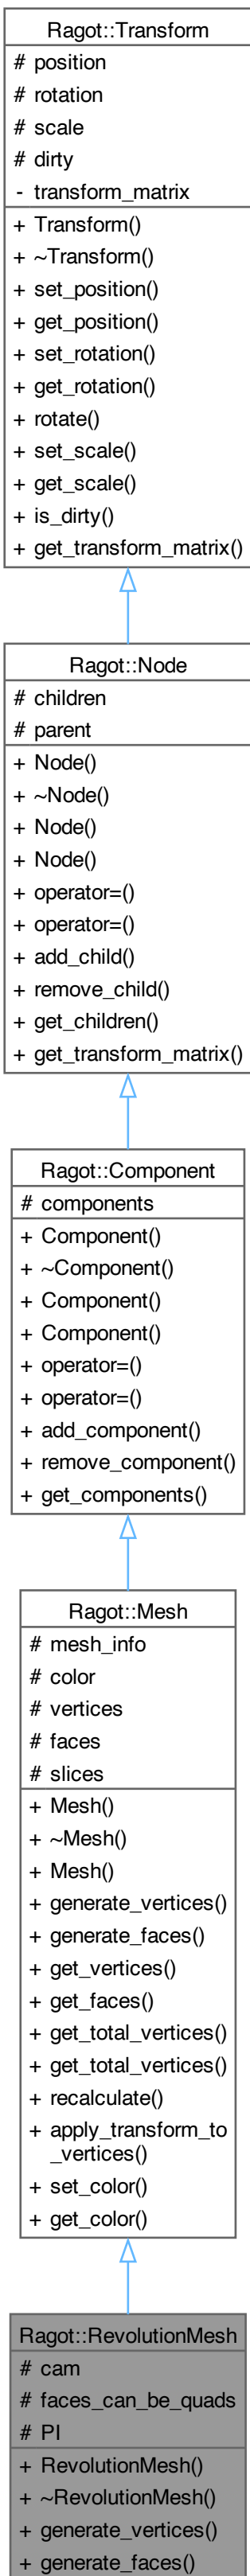 Ragot::Transform
# position
# rotation
# scale
# dirty
- transform_matrix
+ Transform()
+ ~Transform()
+ set_position()
+ get_position()
+ set_rotation()
+ get_rotation()
+ rotate()
+ set_scale()
+ get_scale()
+ is_dirty()
+ get_transform_matrix()
Ragot::Node
# children
# parent
+ Node()
+ ~Node()
+ Node()
+ Node()
+ operator=()
+ operator=()
+ add_child()
+ remove_child()
+ get_children()
+ get_transform_matrix()
Ragot::Component
# components
+ Component()
+ ~Component()
+ Component()
+ Component()
+ operator=()
+ operator=()
+ add_component()
+ remove_component()
+ get_components()
Ragot::Mesh
# mesh_info
# color
# vertices
# faces
# slices
+ Mesh()
+ ~Mesh()
+ Mesh()
+ generate_vertices()
+ generate_faces()
+ get_vertices()
+ get_faces()
+ get_total_vertices()
+ get_total_vertices()
+ recalculate()
+ apply_transform_to
_vertices()
+ set_color()
+ get_color()
Ragot::RevolutionMesh
# cam
# faces_can_be_quads
# PI
+ RevolutionMesh()
+ ~RevolutionMesh()
+ generate_vertices()
+ generate_faces()